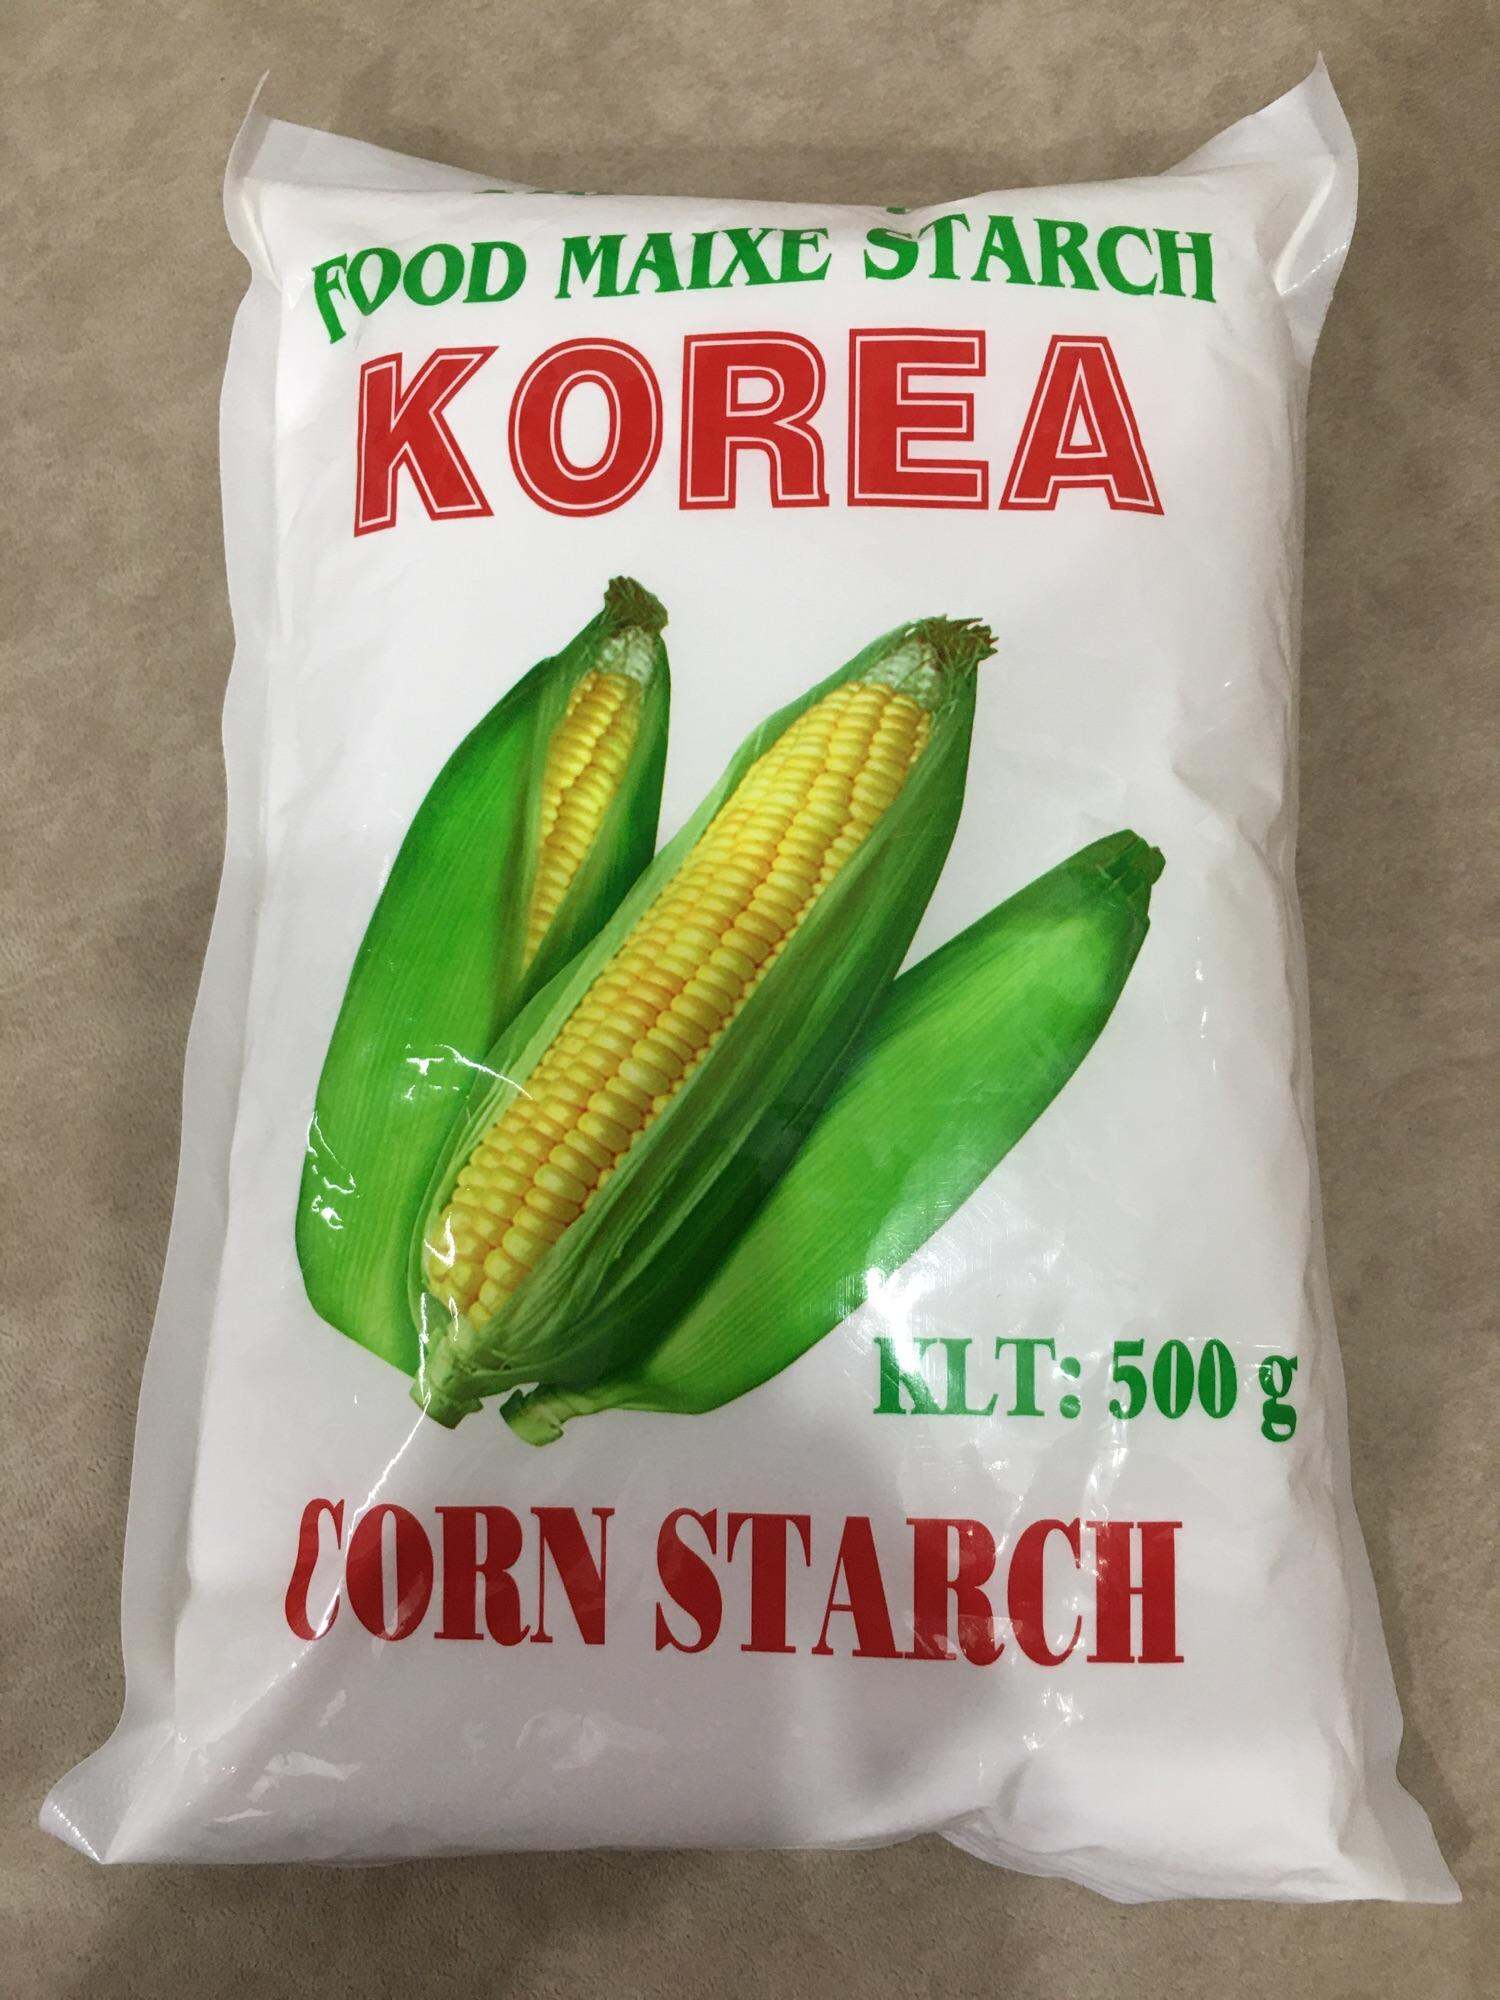 FOOD MAIXE STARCH
KOREA
KLT: 500 g
CORN STARCH